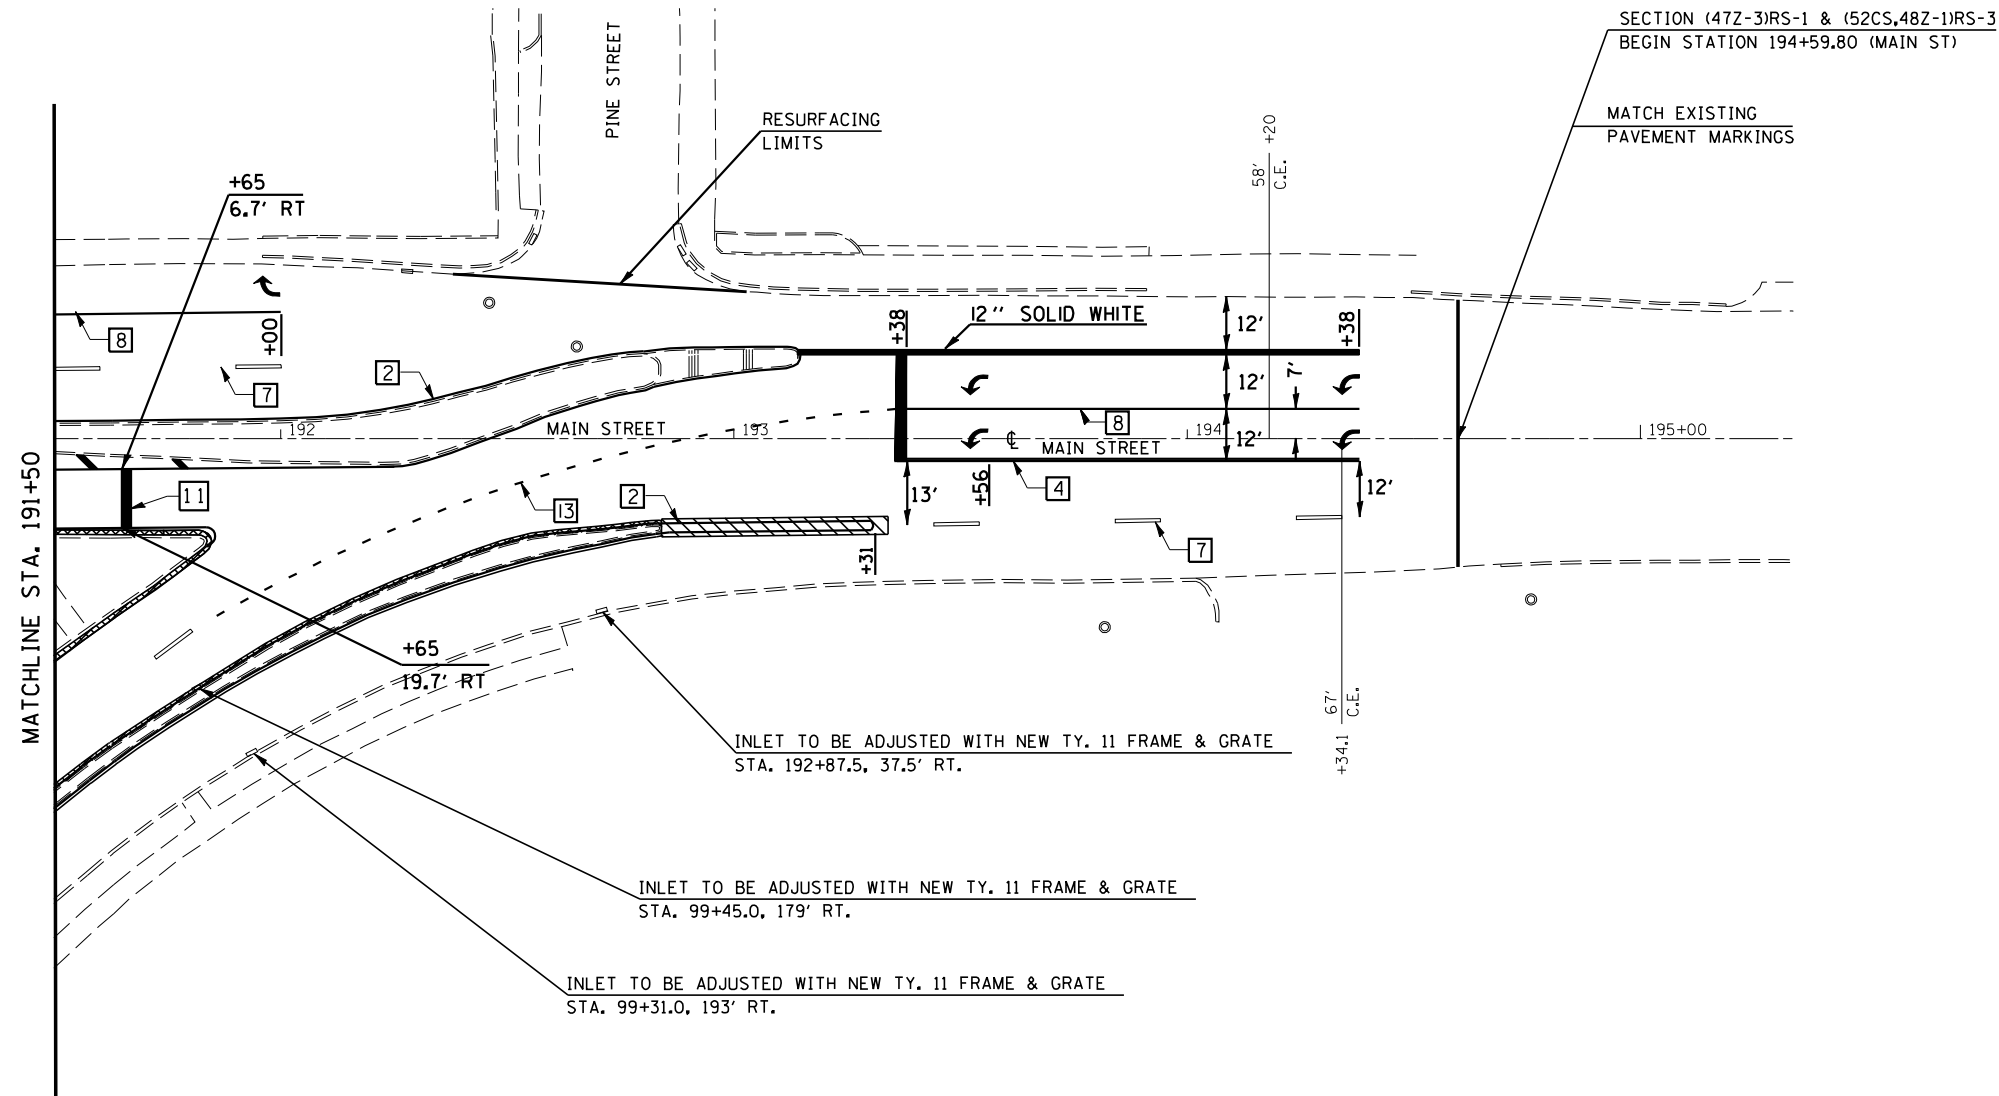 SECTION (47Z-3)RS-1 & (52CS,48Z-1)RS-3
BEGIN STATION 194+59.80 (MAIN ST)
MATCH EXISTING
PAVEMENT MARKINGS
PINE STREET
RESURFACING
LIMITS
+20
58'
C.E.
+65
6.7' RT
8
+00
7
2
+38
12'' SOLID WHITE
12'
+38
12'
7'
8
12'
MAIN STREET
192
193
194
195+00
℄
MAIN STREET
MATCHLINE STA. 191+50
11
13
2
13'
+56
4
12'
7
+31
+65
19.7' RT
67'
C.E.
+34.1
INLET TO BE ADJUSTED WITH NEW TY. 11 FRAME & GRATE
STA. 192+87.5, 37.5' RT.
INLET TO BE ADJUSTED WITH NEW TY. 11 FRAME & GRATE
STA. 99+45.0, 179' RT.
INLET TO BE ADJUSTED WITH NEW TY. 11 FRAME & GRATE
STA. 99+31.0, 193' RT.